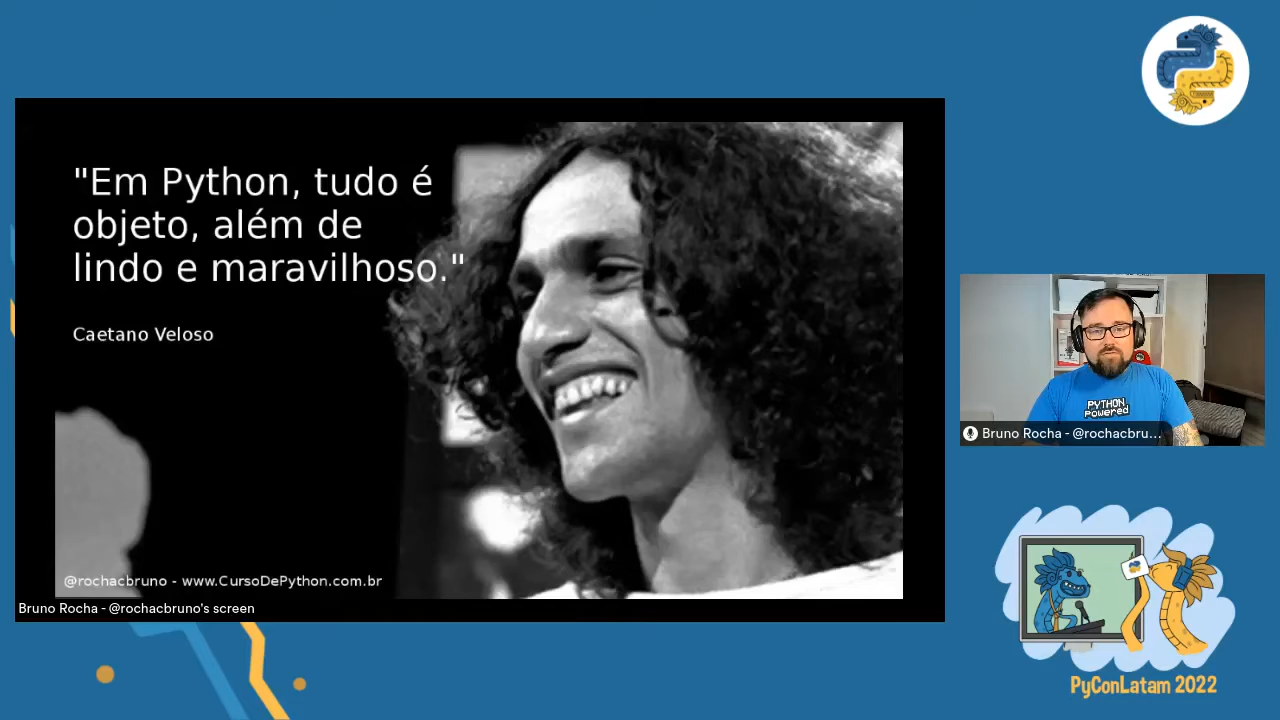 "Em Python, tudo é
objeto, além de
lindo e maravilhoso."
Caetano Veloso
@rochacbruno - www.CursoDePython.com.br
Bruno Rocha - @rochacbruno's screen
PYTHON
Powered
Bruno Rocha - @rochacbru...
PyConLatam 2022